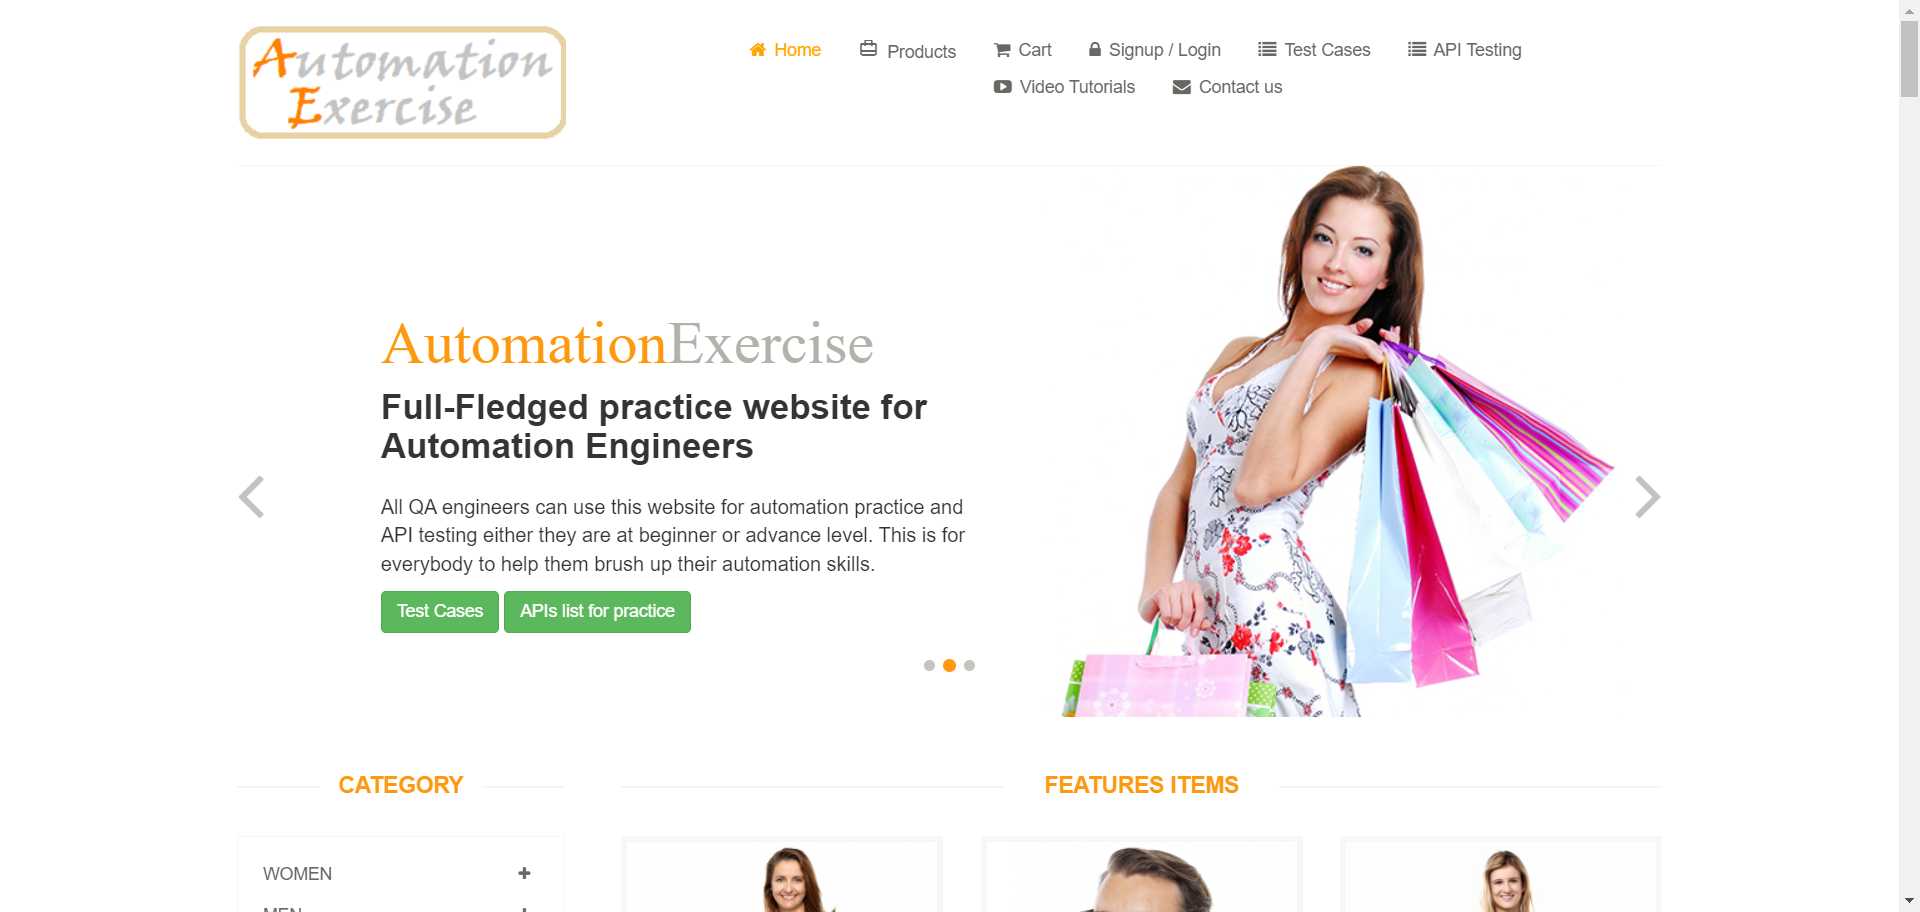 Automation
Exercise
Home
Products
Cart
Signup / Login
Test Cases
API Testing
Video Tutorials
Contact us
AutomationExercise
Full-Fledged practice website for
Automation Engineers
All QA engineers can use this website for automation practice and
API testing either they are at beginner or advance level. This is for
everybody to help them brush up their automation skills.
Test Cases
APIs list for practice
CATEGORY
FEATURES ITEMS
WOMEN
MEN